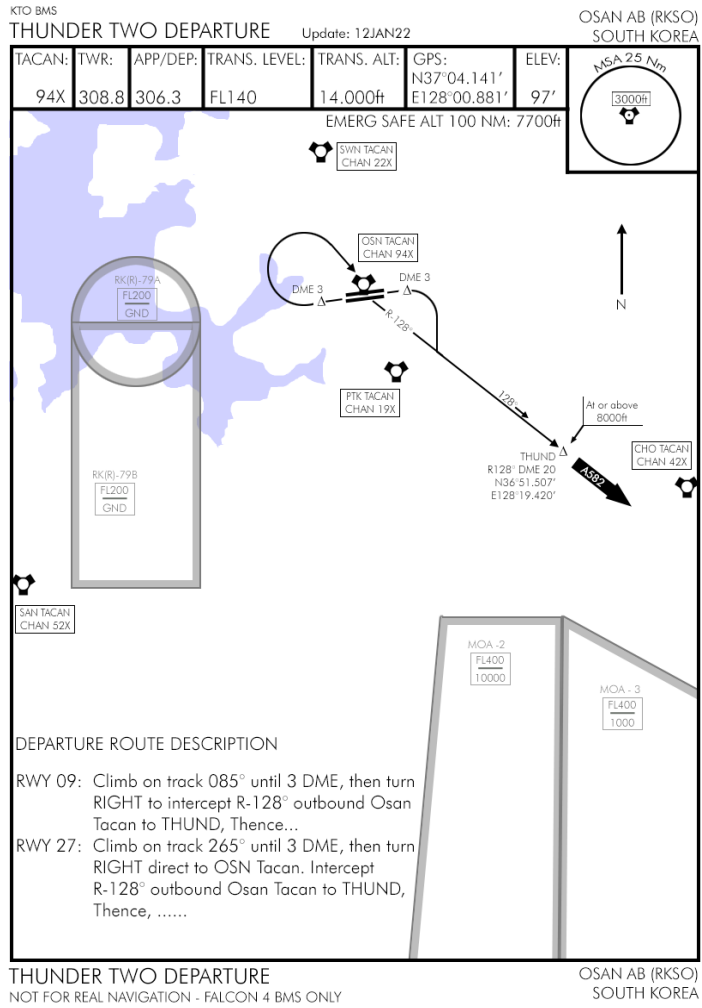 KTO BMS
THUNDER TWO DEPARTURE
Update: 12JAN22
OSAN AB (RKSO)
SOUTH KOREA
TACAN:
94X
TWR:
308.8
APP/DEP:
306.3
TRANS. LEVEL:
FL140
TRANS. ALT:
14.000ft
GPS:
N37°04.141’
E128°00.881’
ELEV:
97’
MSA 25 Nm
3000ft
EMERG SAFE ALT 100 NM: 7700ft
SWN TACAN
CHAN 22X
OSN TACAN
CHAN 94X
RK(R)-79A
FL200
GND
DME 3
DME 3
N
R-128°
PTK TACAN
CHAN 19X
128°
At or above
8000ft
THUND
R128° DME 20
N36°51.507’
E128°19.420’
A582
CHO TACAN
CHAN 42X
RK(R)-79B
FL200
GND
SAN TACAN
CHAN 52X
MOA -2
FL400
10000
MOA - 3
FL400
1000
DEPARTURE ROUTE DESCRIPTION
RWY 09: Climb on track 085° until 3 DME, then turn
RIGHT to intercept R-128° outbound Osan
Tacan to THUND, Thence...
RWY 27: Climb on track 265° until 3 DME, then turn
RIGHT direct to OSN Tacan. Intercept
R-128° outbound Osan Tacan to THUND,
Thence, ......
THUNDER TWO DEPARTURE
NOT FOR REAL NAVIGATION - FALCON 4 BMS ONLY
OSAN AB (RKSO)
SOUTH KOREA